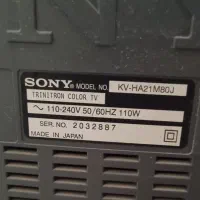 SONY MODEL NO. KV-HA21M80J
TRINITRON COLOR TV
~ 110-240V 50/60HZ 110W
SER. NO. 2032887
MADE IN JAPAN